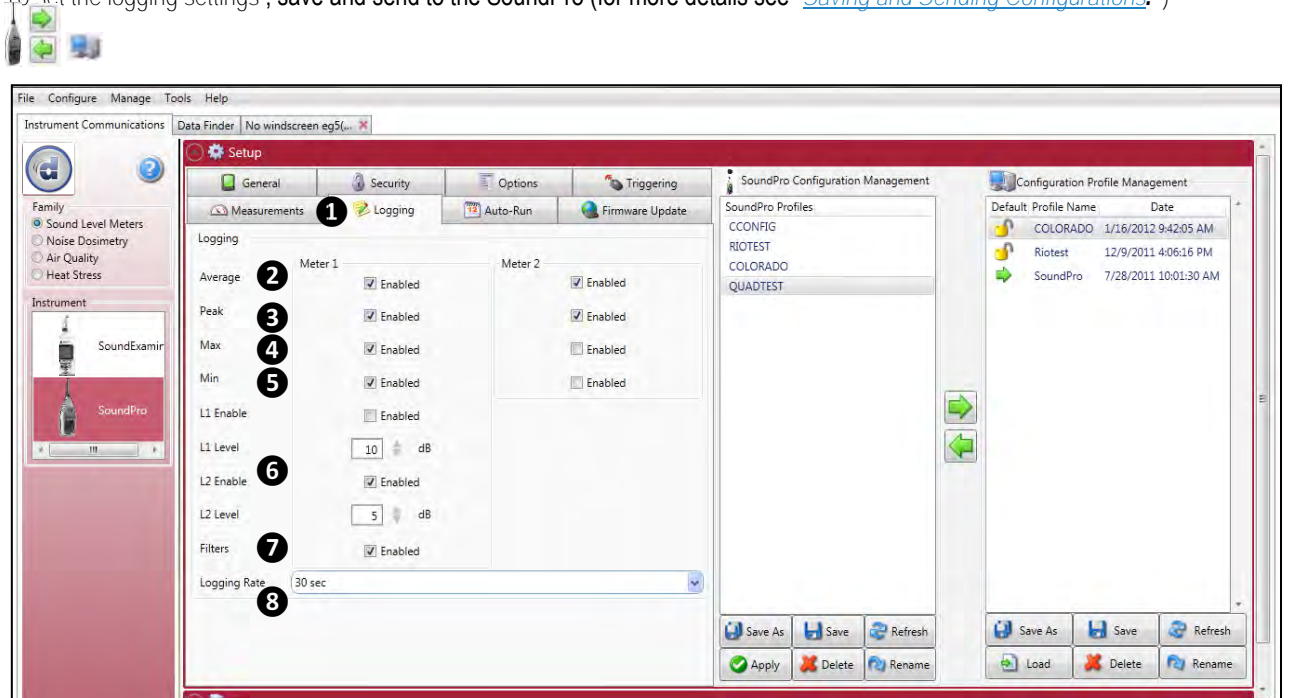 the logging settings , save and send to the SoundPro (for more details see "Saving and Sending Configurations.")
File Configure Manage Tools Help
Instrument Communications Data Finder No windscreen eg5(...
Setup
General Security Options Triggering
Measurements 1 Logging Auto-Run Firmware Update
Family
Sound Level Meters
Noise Dosimetry
Air Quality
Heat Stress
Instrument
SoundExamir
SoundPro
Logging
Meter 1 Meter 2
Average 2 Enabled Enabled
Peak 3 Enabled Enabled
Max 4 Enabled Enabled
Min 5 Enabled Enabled
L1 Enable Enabled
L1 Level 10 dB
L2 Enable 6 Enabled
L2 Level 5 dB
Filters 7 Enabled
Logging Rate 30 sec
8
SoundPro Configuration Management
SoundPro Profiles
CCONFIG
RIOTEST
COLORADO
QUADTEST
Save As Save Refresh
Apply Delete Rename
Configuration Profile Management
Default Profile Name Date
COLORADO 1/16/2012 9:42:05 AM
Riotest 12/9/2011 4:06:16 PM
SoundPro 7/28/2011 10:01:30 AM
Save As Save Refresh
Load Delete Rename